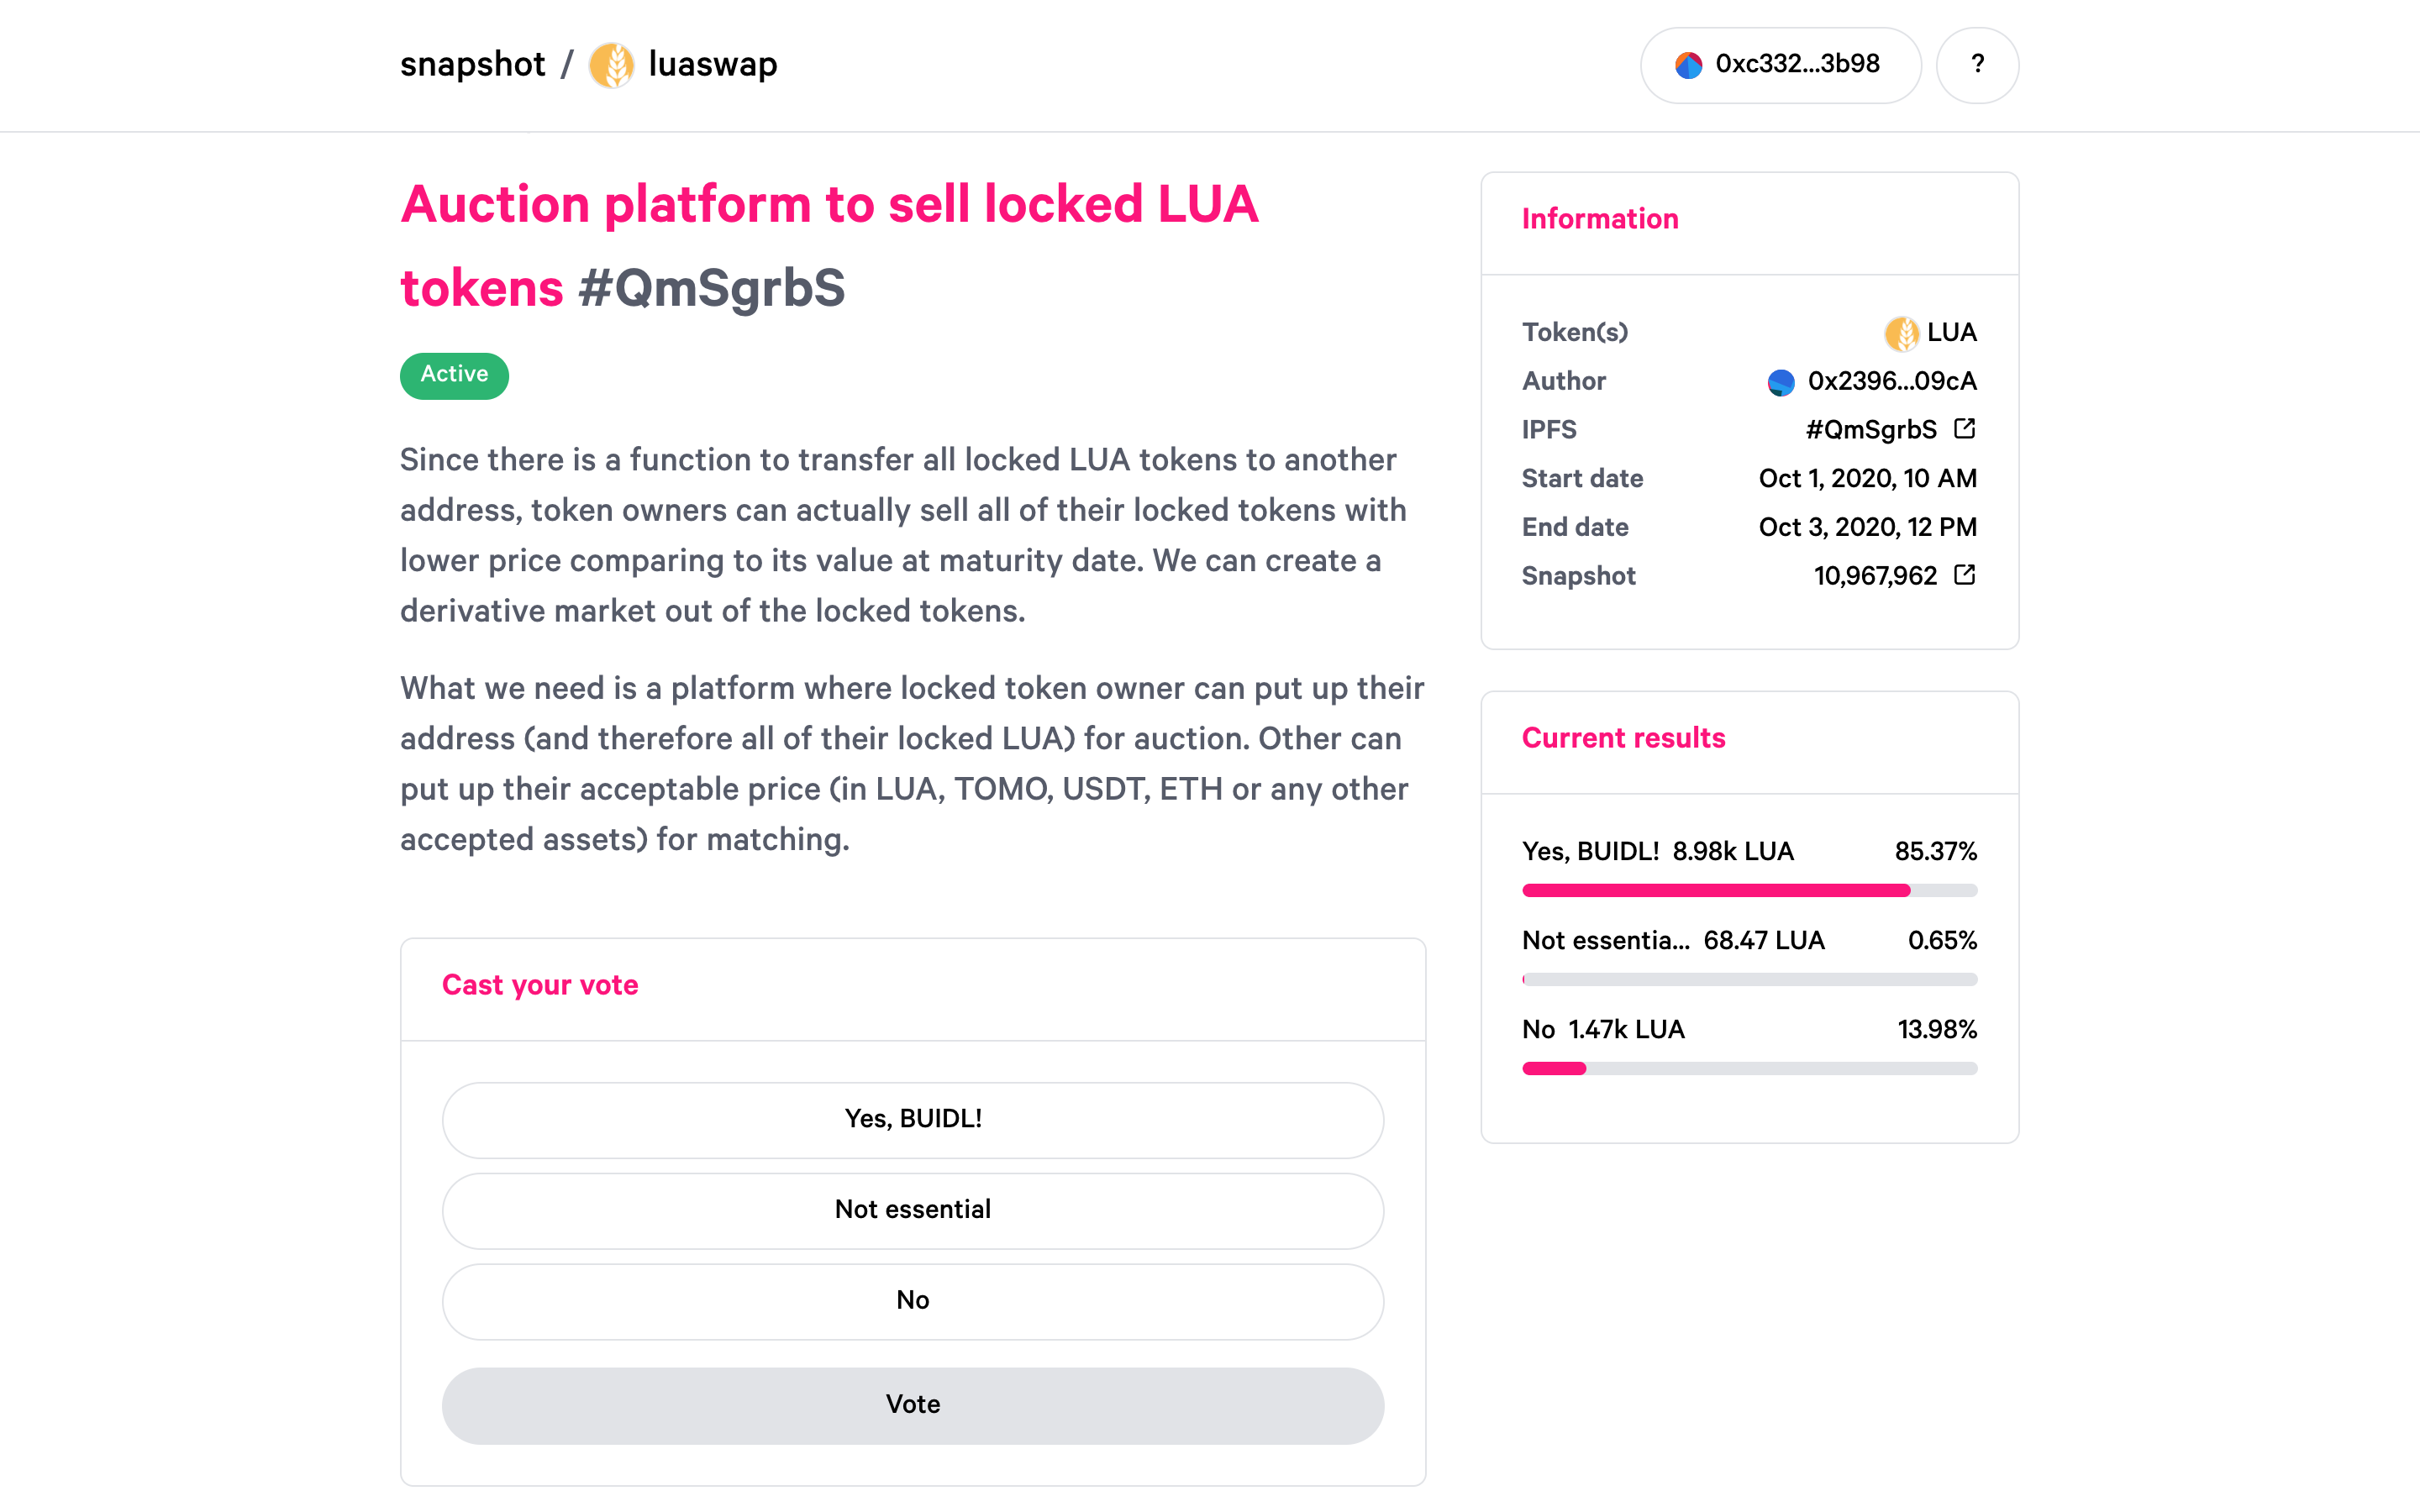 snapshot / luaswap
0xc332...3b98
?
Auction platform to sell locked LUA
tokens #QmSgrbS
Active
Since there is a function to transfer all locked LUA tokens to another
address, token owners can actually sell all of their locked tokens with
lower price comparing to its value at maturity date. We can create a
derivative market out of the locked tokens.
What we need is a platform where locked token owner can put up their
address (and therefore all of their locked LUA) for auction. Other can
put up their acceptable price (in LUA, TOMO, USDT, ETH or any other
accepted assets) for matching.
Cast your vote
Yes, BUIDL!
Not essential
No
Vote
Information
Token(s) LUA
Author 0x2396...09cA
IPFS #QmSgrbS
Start date Oct 1, 2020, 10 AM
End date Oct 3, 2020, 12 PM
Snapshot 10,967,962
Current results
Yes, BUIDL! 8.98k LUA 85.37%
Not essentia... 68.47 LUA 0.65%
No 1.47k LUA 13.98%